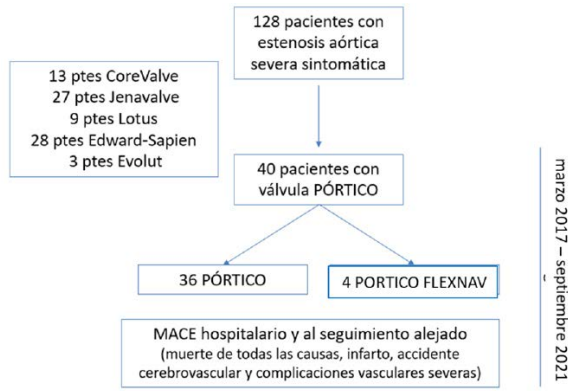 128 pacientes con
estenosis aórtica
severa sintomática
13 ptes CoreValve
27 ptes Jenavalve
9 ptes Lotus
28 ptes Edward-Sapien
3 ptes Evolut
40 pacientes con
válvula PÓRTICO
36 PÓRTICO
4 PORTICO FLEXNAV
MACE hospitalario y al seguimiento alejado
(muerte de todas las causas, infarto, accidente
cerebrovascular y complicaciones vasculares severas)
marzo 2017 – septiembre 2021